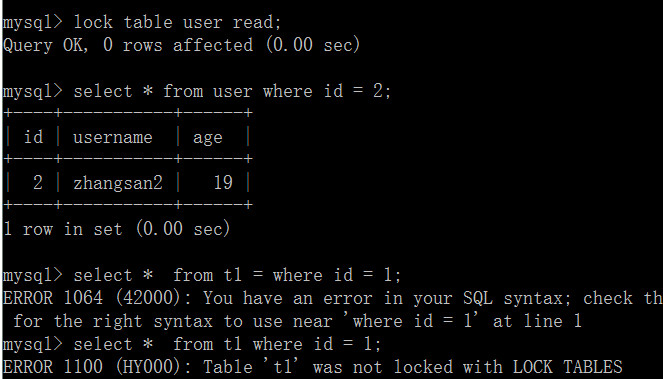 mysql> lock table user read;
Query OK, 0 rows affected (0.00 sec)
mysql> select * from user where id = 2;
+----+-----------+------+
| id | username  | age  |
+----+-----------+------+
|  2 | zhangsan2 |   19 |
+----+-----------+------+
1 row in set (0.00 sec)
mysql> select *  from t1 = where id = 1;
ERROR 1064 (42000): You have an error in your SQL syntax; check th
 for the right syntax to use near 'where id = 1' at line 1
mysql> select *  from t1 where id = 1;
ERROR 1100 (HY000): Table 't1' was not locked with LOCK TABLES